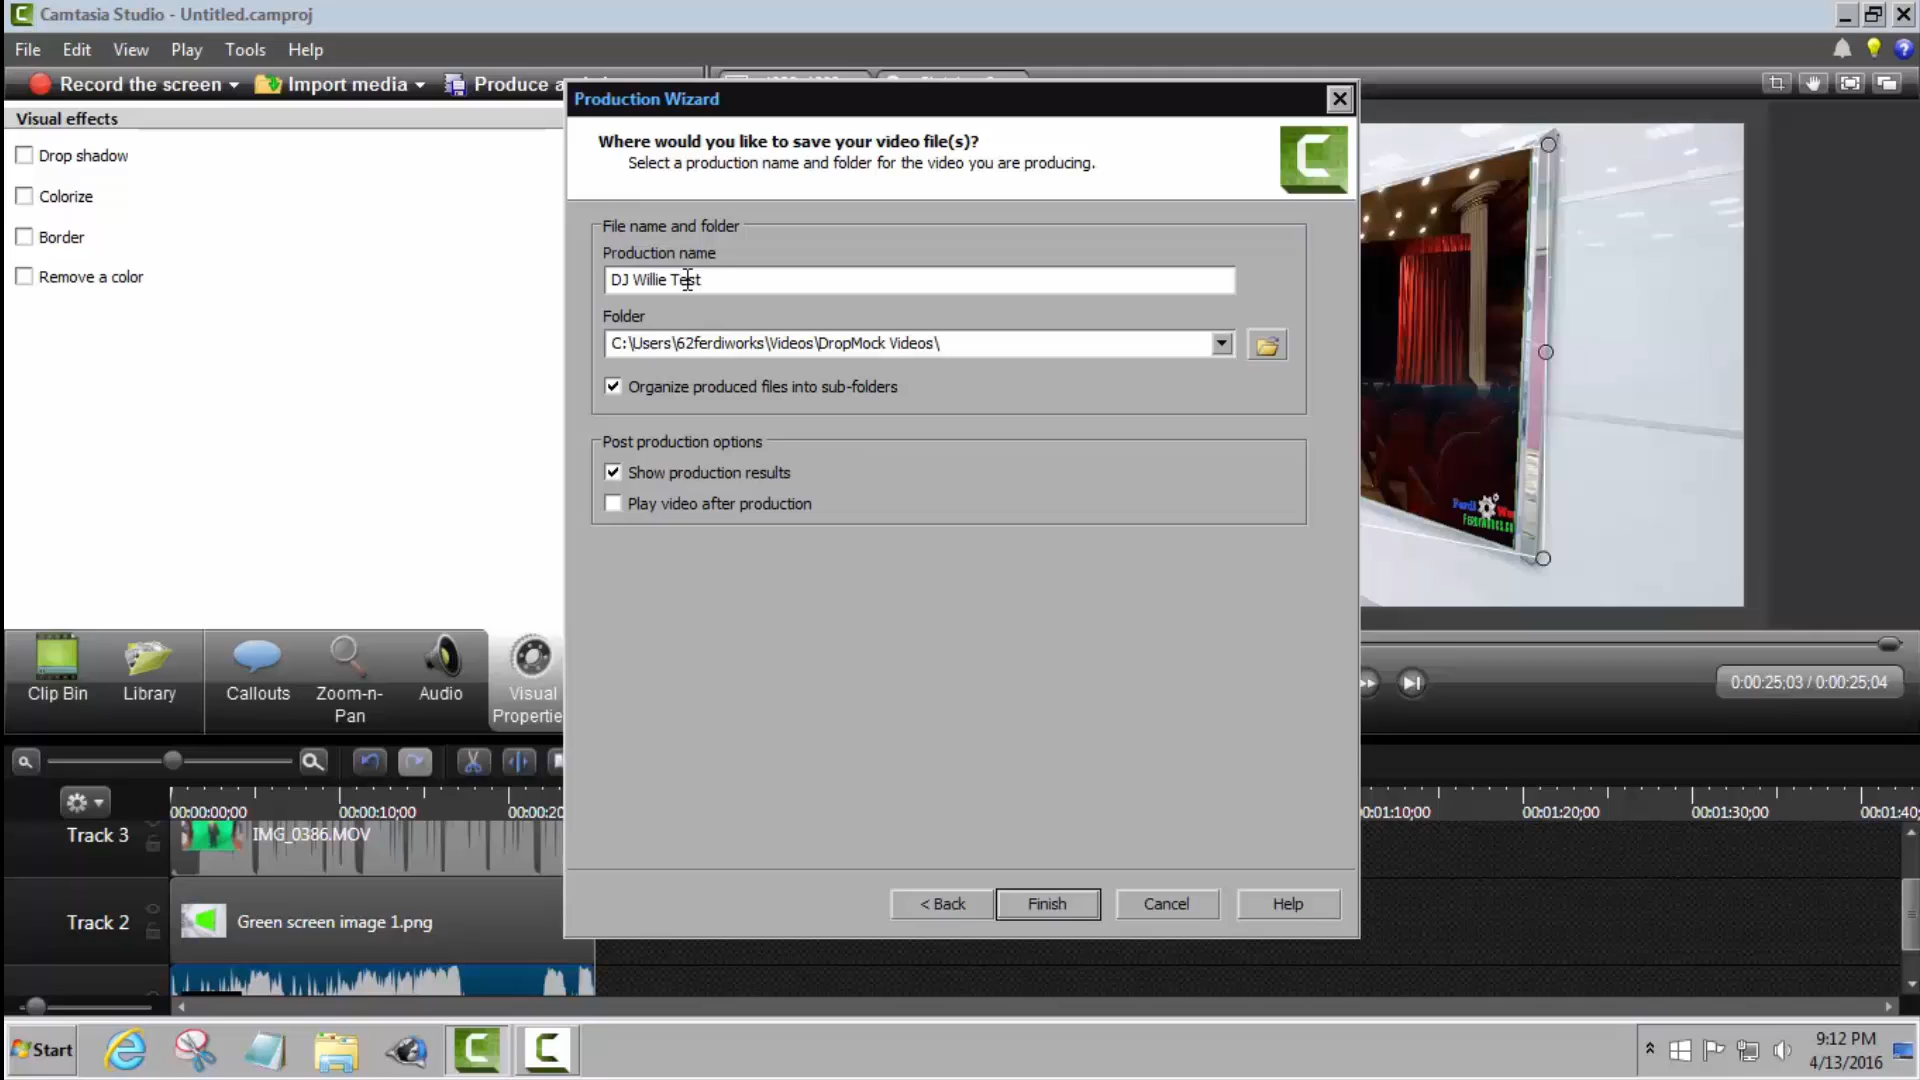 Camtasia Studio - Untitled.camproj
File Edit View Play Tools Help
Record the screen Import media Produce a
Visual effects
Drop shadow
Colorize
Border
Remove a color
Production Wizard
Where would you like to save your video file(s)?
Select a production name and folder for the video you are producing.
File name and folder
Production name
DJ Willie Test
Folder
C:\Users\62ferdiworks\Videos\DropMock Videos\
Organize produced files into sub-folders
Post production options
Show production results
Play video after production
< Back Finish Cancel Help
Clip Bin Library Callouts Zoom-n-Pan Audio Visual Propertie
0:00:25;03 / 0:00:25;04
00:00:00;00 00:00:10;00 00:00:20 0:01:10;00 00:01:20;00 00:01:30;00 00:01:40;
Track 3 IMG_0386.MOV
Track 2 Green screen image 1.png
Start
9:12 PM
4/13/2016